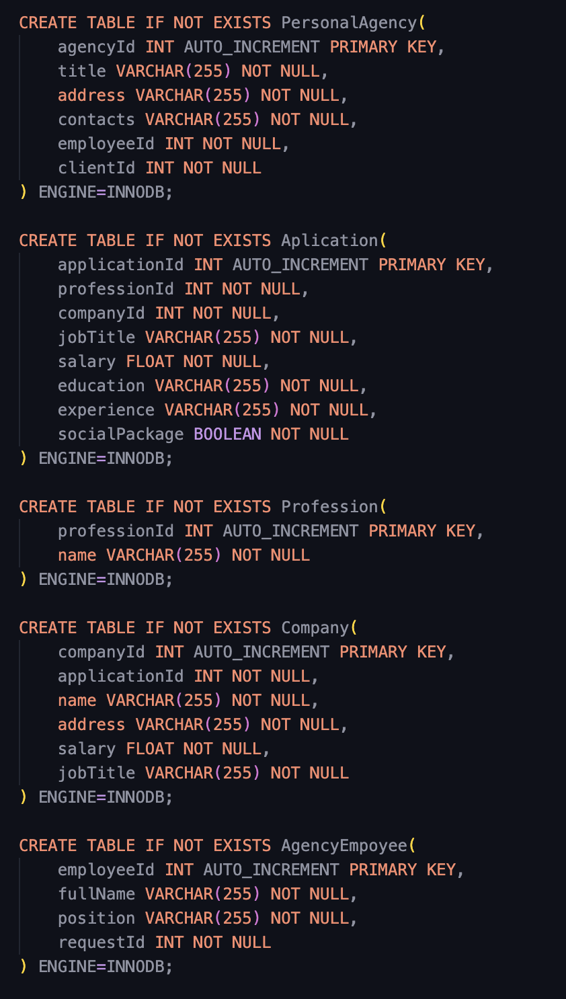 CREATE TABLE IF NOT EXISTS PersonalAgency(
    agencyId INT AUTO_INCREMENT PRIMARY KEY,
    title VARCHAR(255) NOT NULL,
    address VARCHAR(255) NOT NULL,
    contacts VARCHAR(255) NOT NULL,
    employeeId INT NOT NULL,
    clientId INT NOT NULL
) ENGINE=INNODB;

CREATE TABLE IF NOT EXISTS Aplication(
    applicationId INT AUTO_INCREMENT PRIMARY KEY,
    professionId INT NOT NULL,
    companyId INT NOT NULL,
    jobTitle VARCHAR(255) NOT NULL,
    salary FLOAT NOT NULL,
    education VARCHAR(255) NOT NULL,
    experience VARCHAR(255) NOT NULL,
    socialPackage BOOLEAN NOT NULL
) ENGINE=INNODB;

CREATE TABLE IF NOT EXISTS Profession(
    professionId INT AUTO_INCREMENT PRIMARY KEY,
    name VARCHAR(255) NOT NULL
) ENGINE=INNODB;

CREATE TABLE IF NOT EXISTS Company(
    companyId INT AUTO_INCREMENT PRIMARY KEY,
    applicationId INT NOT NULL,
    name VARCHAR(255) NOT NULL,
    address VARCHAR(255) NOT NULL,
    salary FLOAT NOT NULL,
    jobTitle VARCHAR(255) NOT NULL
) ENGINE=INNODB;

CREATE TABLE IF NOT EXISTS AgencyEmpoyee(
    employeeId INT AUTO_INCREMENT PRIMARY KEY,
    fullName VARCHAR(255) NOT NULL,
    position VARCHAR(255) NOT NULL,
    requestId INT NOT NULL
) ENGINE=INNODB;